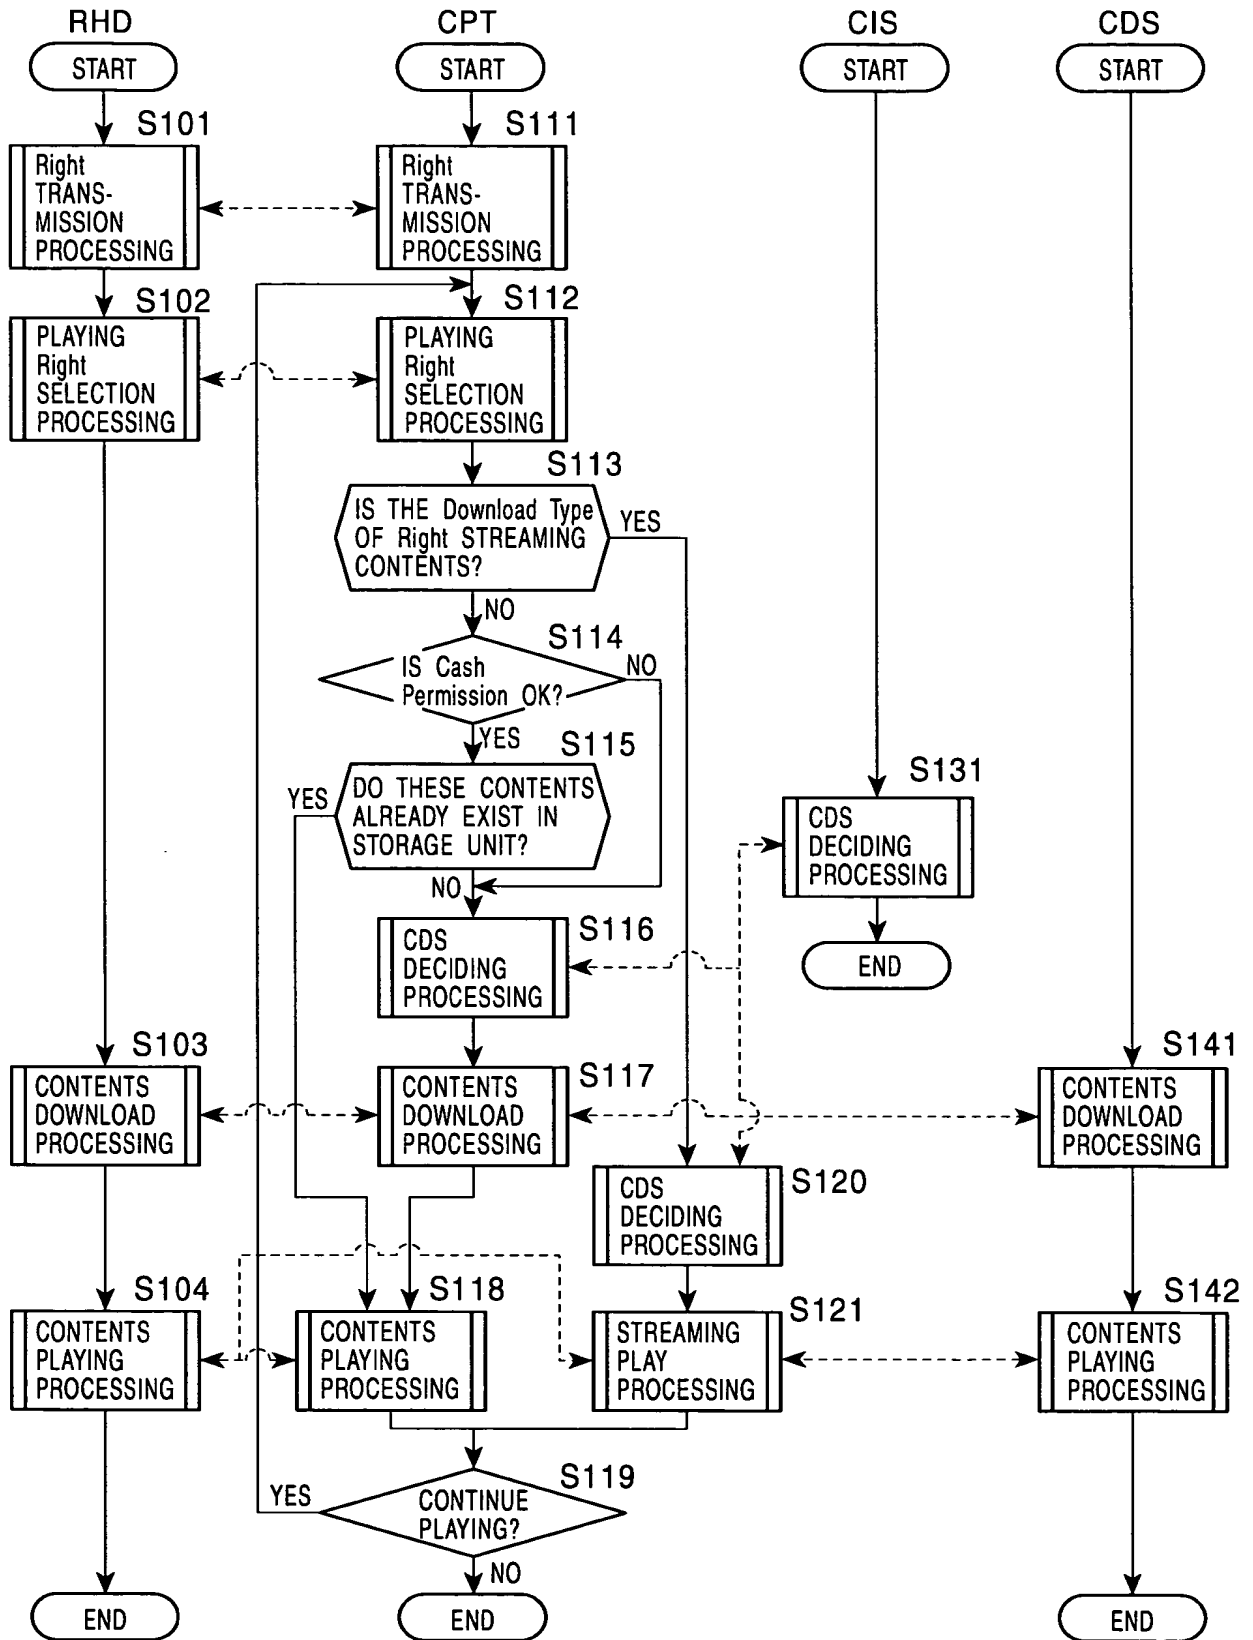 RHD
CPT
CIS
CDS
START
START
START
START
S101
S111
Right
TRANS-
MISSION
PROCESSING
Right
TRANS-
MISSION
PROCESSING
S102
S112
PLAYING
Right
SELECTION
PROCESSING
PLAYING
Right
SELECTION
PROCESSING
S113
IS THE Download Type
OF Right STREAMING
CONTENTS?
YES
NO
S114
IS Cash
Permission OK?
NO
YES
S115
DO THESE CONTENTS
ALREADY EXIST IN
STORAGE UNIT?
YES
NO
S131
CDS
DECIDING
PROCESSING
END
S116
CDS
DECIDING
PROCESSING
S103
CONTENTS
DOWNLOAD
PROCESSING
S117
CONTENTS
DOWNLOAD
PROCESSING
S141
CONTENTS
DOWNLOAD
PROCESSING
S120
CDS
DECIDING
PROCESSING
S104
CONTENTS
PLAYING
PROCESSING
S118
CONTENTS
PLAYING
PROCESSING
S121
STREAMING
PLAY
PROCESSING
S142
CONTENTS
PLAYING
PROCESSING
S119
CONTINUE
PLAYING?
YES
NO
END
END
END